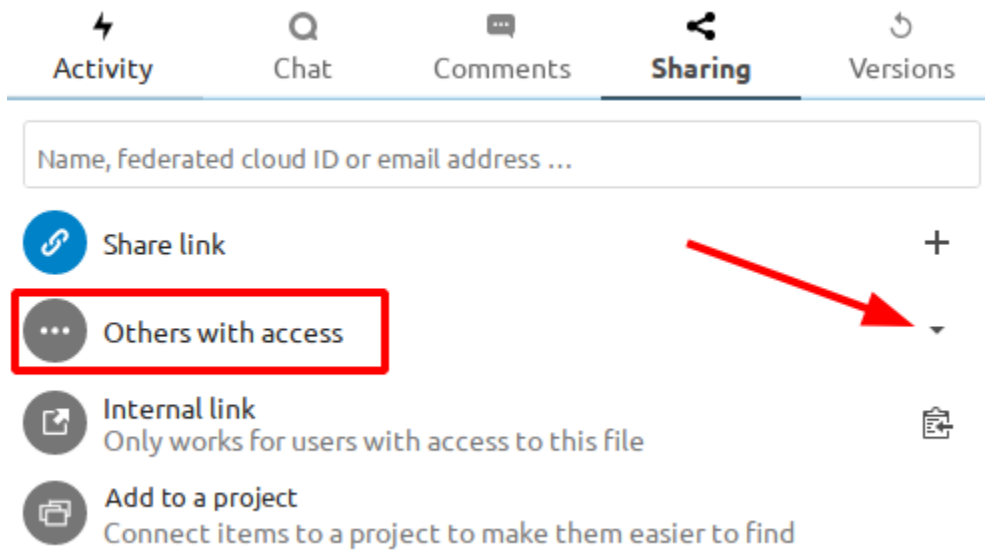 Activity Chat Comments Sharing Versions
Name, federated cloud ID or email address ...
Share link
Others with access
Internal link
Only works for users with access to this file
Add to a project
Connect items to a project to make them easier to find